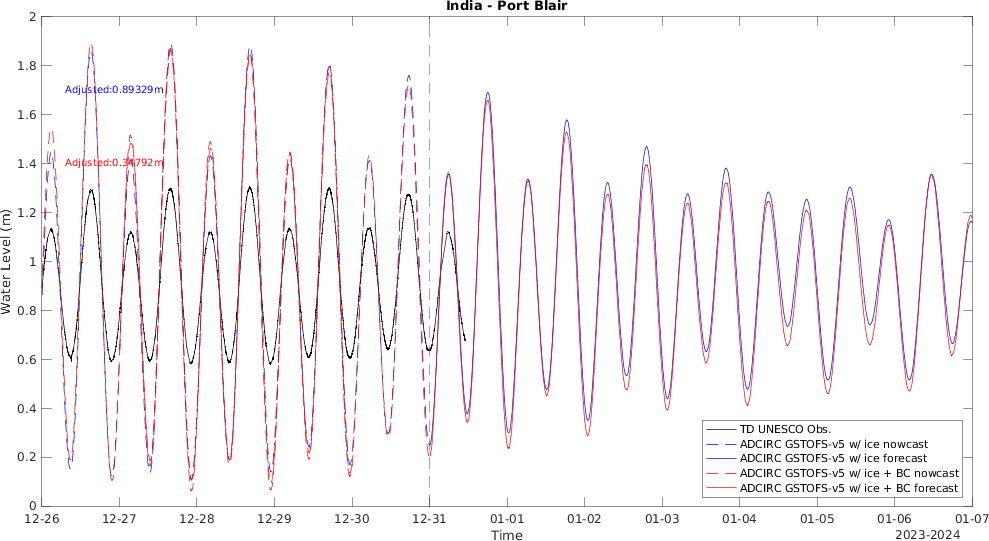 India - Port Blair
Water Level (m)
2
1.8
1.6
1.4
1.2
1
0.8
0.6
0.4
0.2
0
Adjusted:0.89329m
Adjusted:0.34792m
TD UNESCO Obs.
ADCIRC GSTOFS-v5 w/ ice nowcast
ADCIRC GSTOFS-v5 w/ ice forecast
ADCIRC GSTOFS-v5 w/ ice + BC nowcast
ADCIRC GSTOFS-v5 w/ ice + BC forecast
12-26 12-27 12-28 12-29 12-30 12-31 01-01 01-02 01-03 01-04 01-05 01-06 01-07
Time
2023-2024